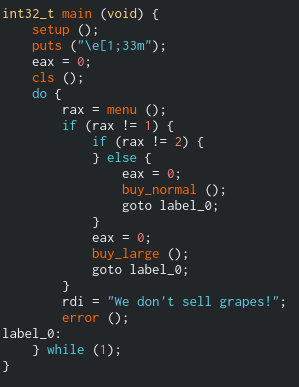 int32_t main (void) {
    setup ();
    puts ("\e[1;33m");
    eax = 0;
    cls ();
    do {
        rax = menu ();
        if (rax != 1) {
            if (rax != 2) {
            } else {
                eax = 0;
                buy_normal ();
                goto label_0;
            }
            eax = 0;
            buy_large ();
            goto label_0;
        }
        rdi = "We don't sell grapes!";
        error ();
label_0:
    } while (1);
}